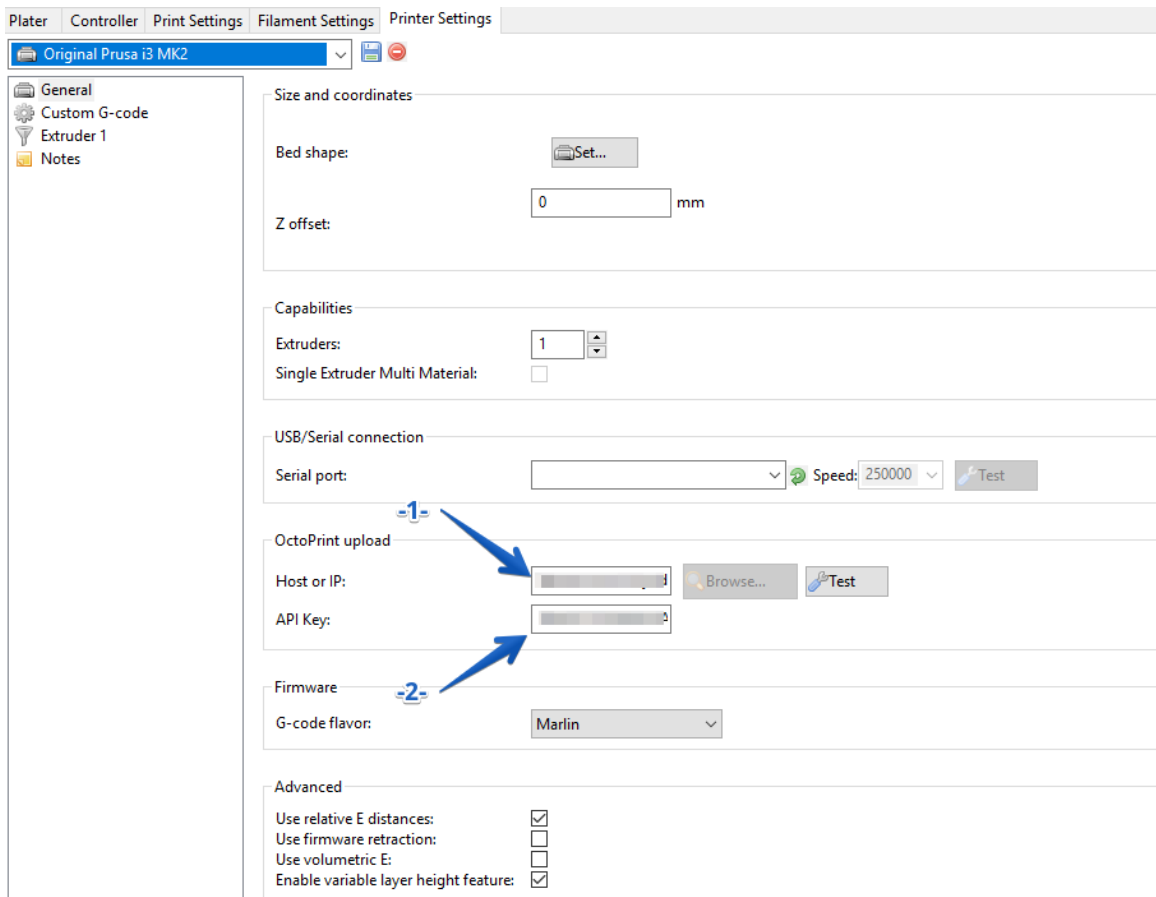 Plater Controller Print Settings Filament Settings Printer Settings
Original Prusa i3 MK2
General
Custom G-code
Extruder 1
Notes
Size and coordinates
Bed shape: Set...
Z offset: 0 mm
Capabilities
Extruders: 1
Single Extruder Multi Material:
USB/Serial connection
Serial port: Speed: 250000 Test
-1-
OctoPrint upload
Host or IP: Browse... Test
API Key:
-2-
Firmware
G-code flavor: Marlin
Advanced
Use relative E distances:
Use firmware retraction:
Use volumetric E:
Enable variable layer height feature: